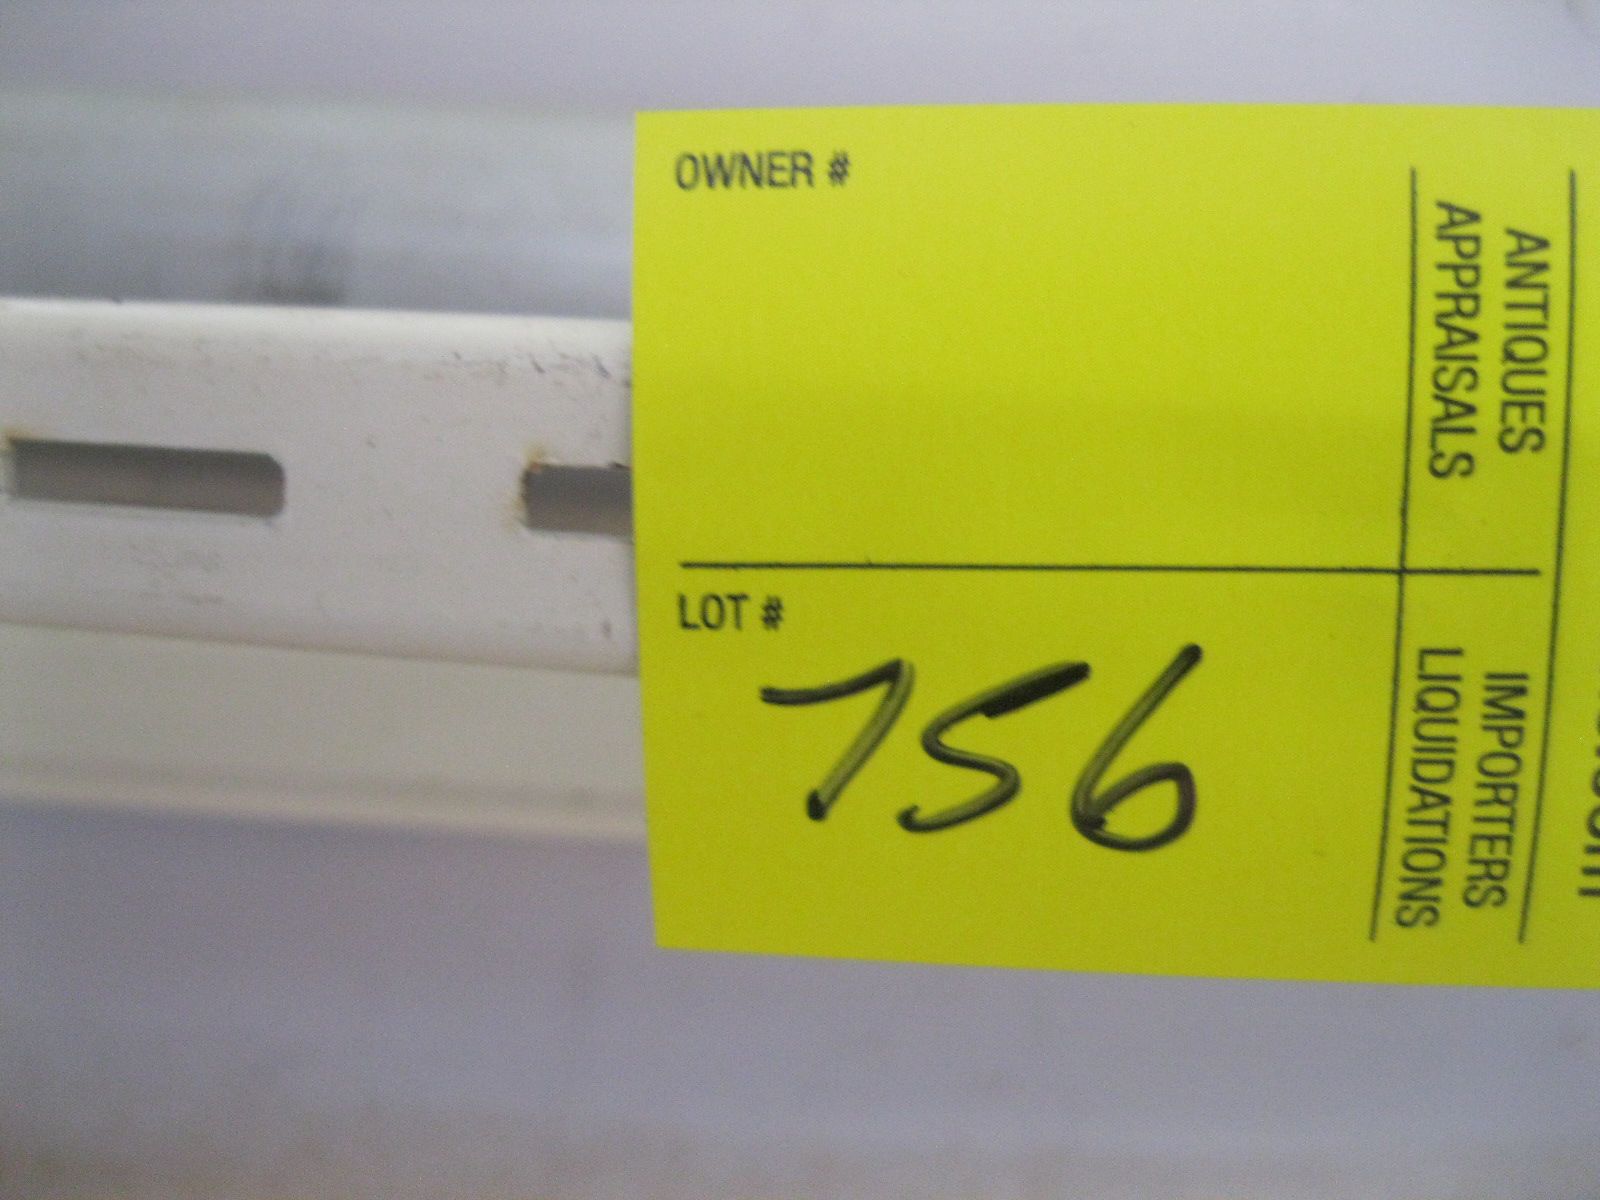 OWNER #
LOT #
756
ANTIQUES
APPRAISALS
IMPORTERS
LIQUIDATIONS